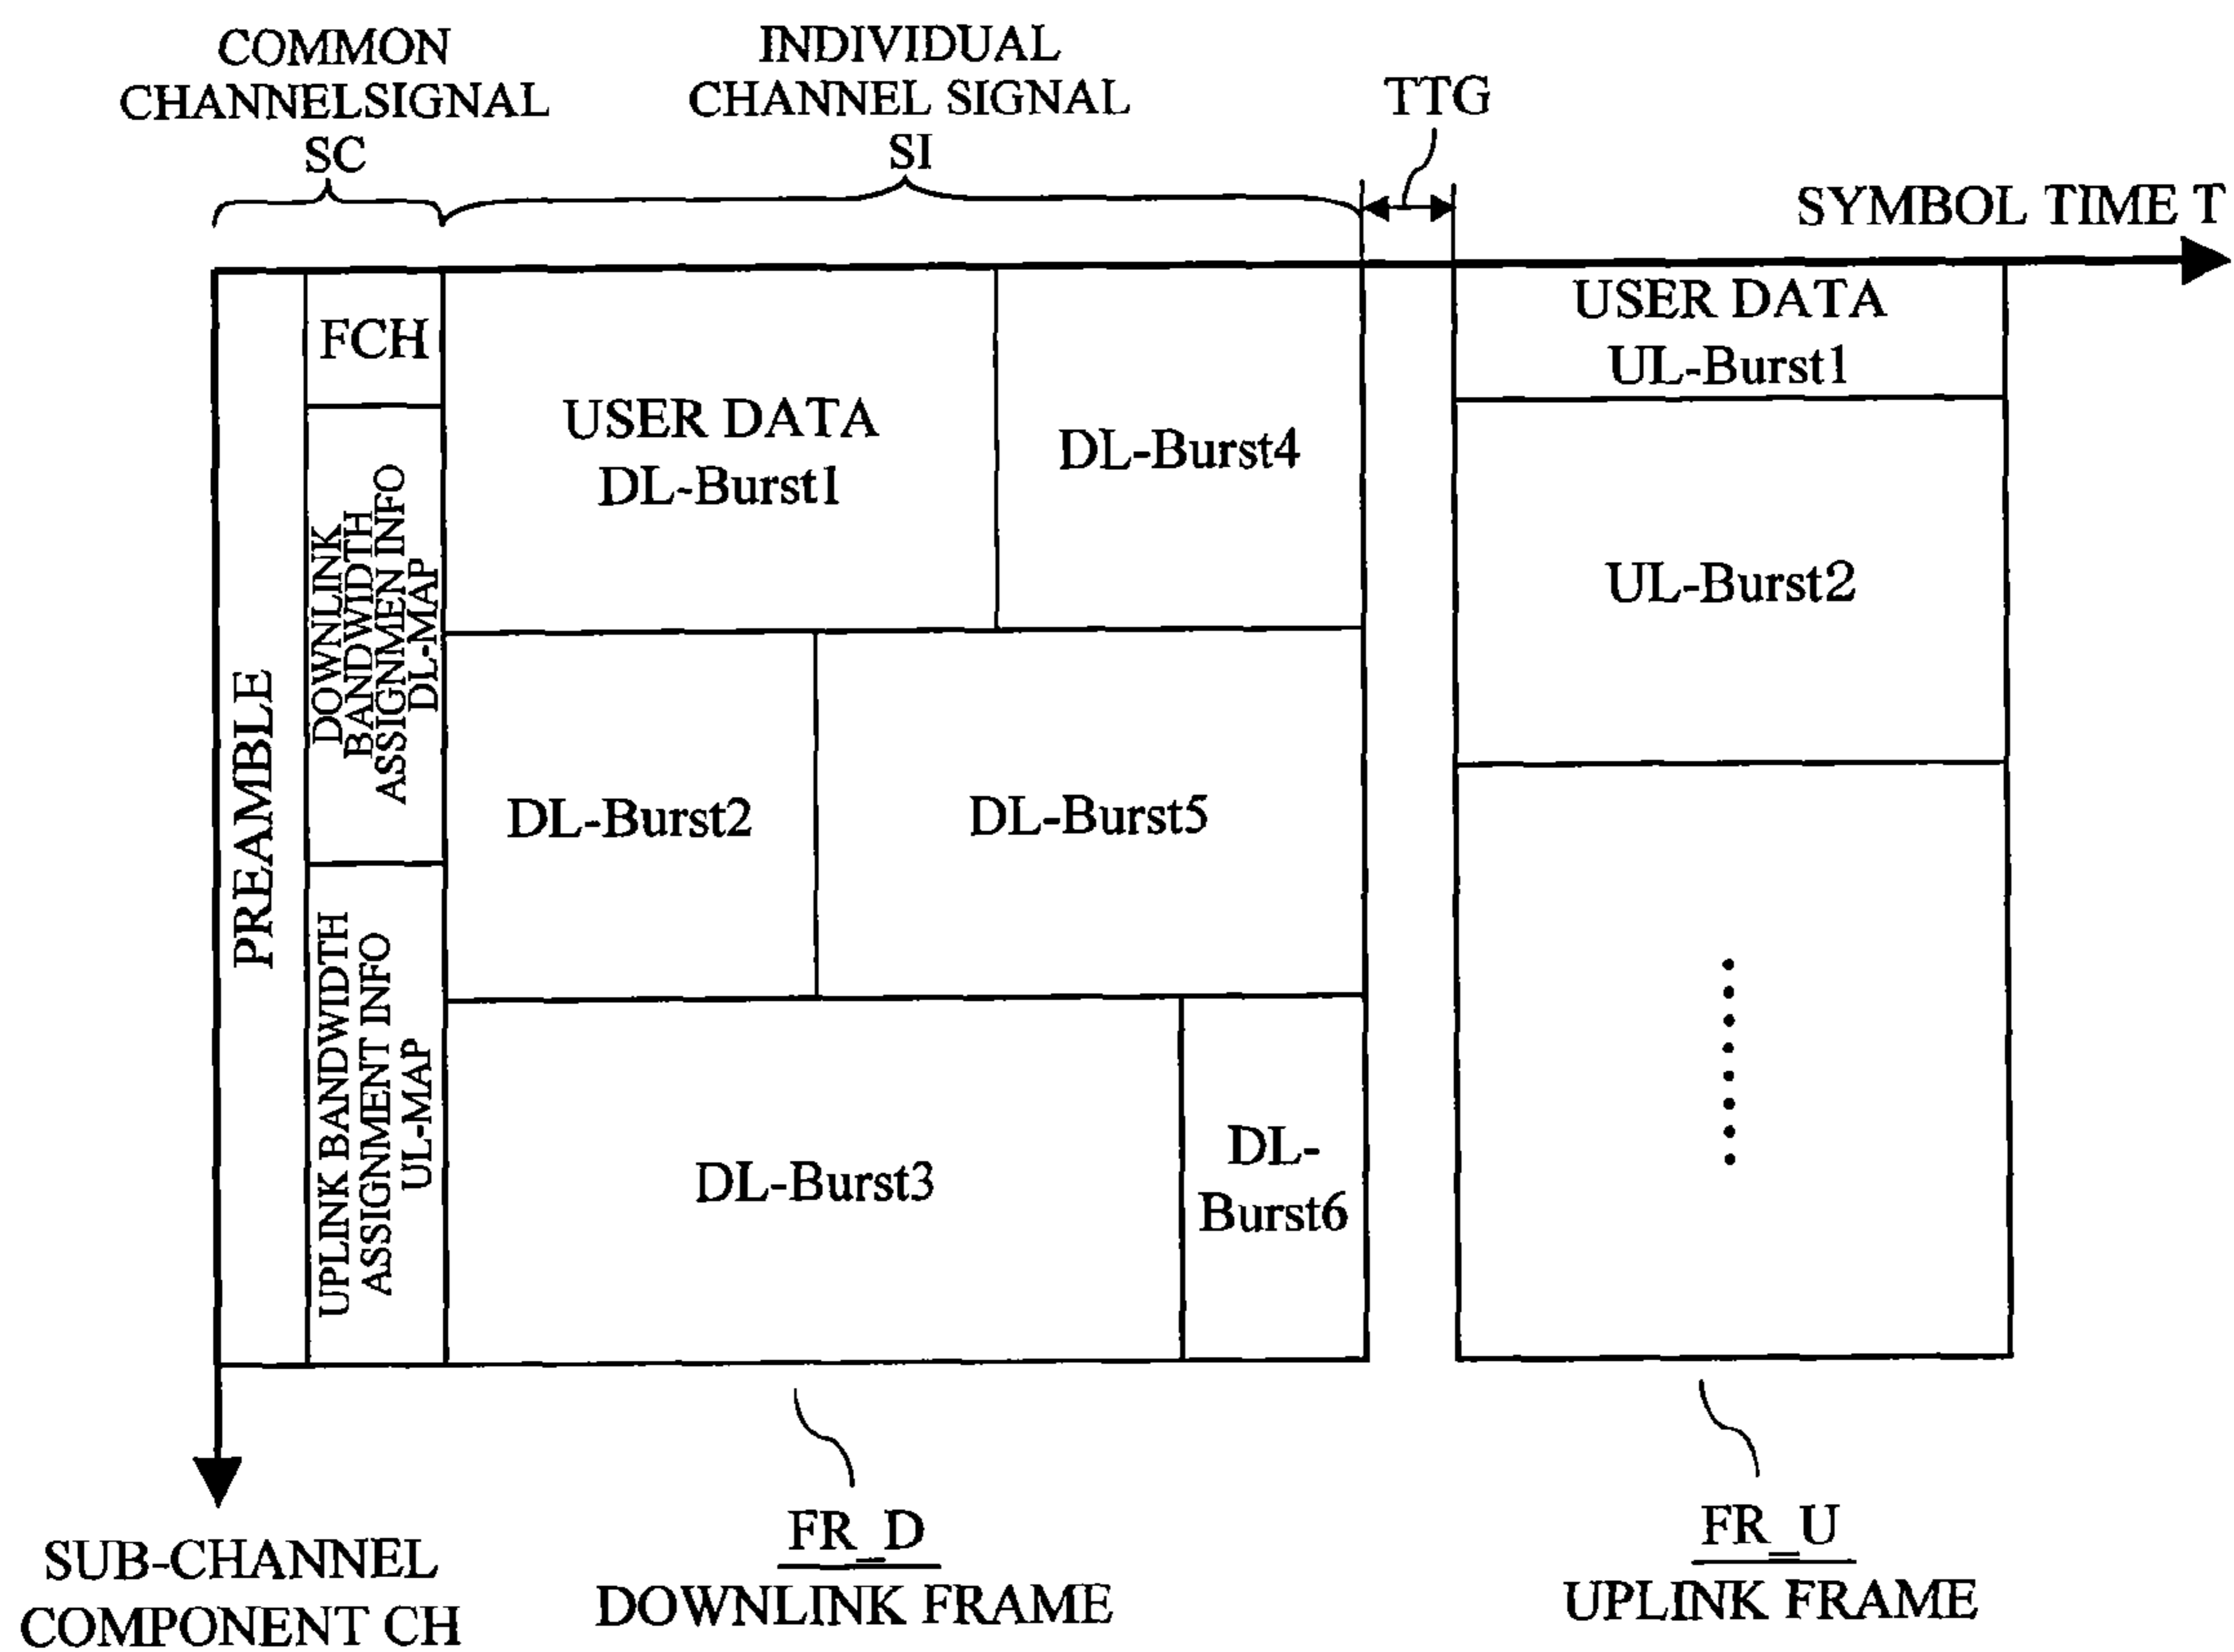 COMMON
CHANNELSIGNAL
SC
INDIVIDUAL
CHANNEL SIGNAL
SI
TTG
SYMBOL TIME T
PREAMBLE
FCH
DOWNLINK
BANDWIDTH
ASSIGNMEN INFO
DL-MAP
UPLINK BANDWIDTH
ASSIGNMENT INFO
UL-MAP
USER DATA
DL-Burst1
DL-Burst4
DL-Burst2
DL-Burst5
DL-Burst3
DL-
Burst6
USER DATA
UL-Burst1
UL-Burst2
SUB-CHANNEL
COMPONENT CH
FR_D
DOWNLINK FRAME
FR_U
UPLINK FRAME